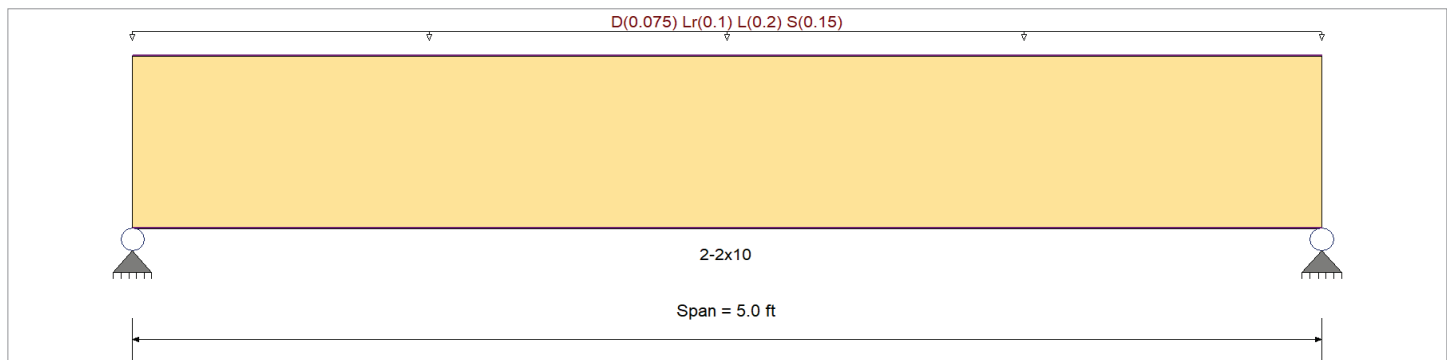 D(0.075) Lr(0.1) L(0.2) S(0.15)
2-2x10
Span = 5.0 ft